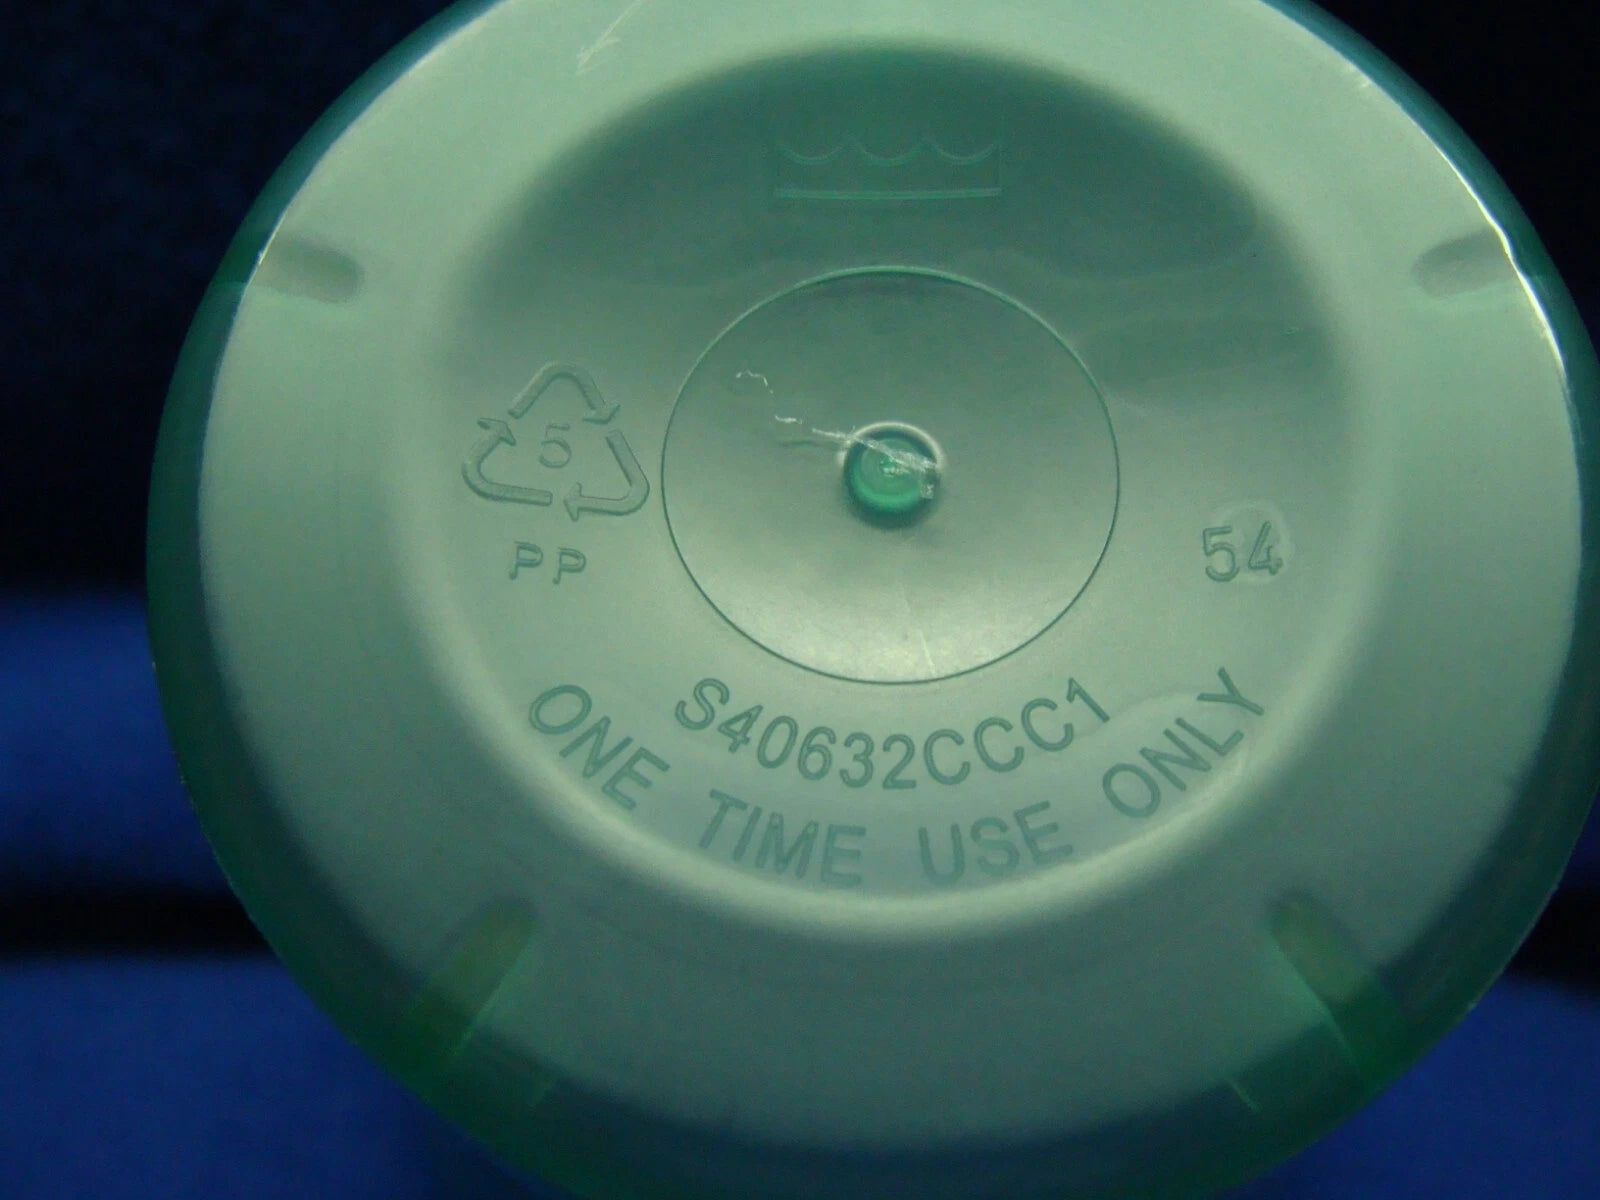 5
PP
54
S40632CCC1
ONE TIME USE ONLY